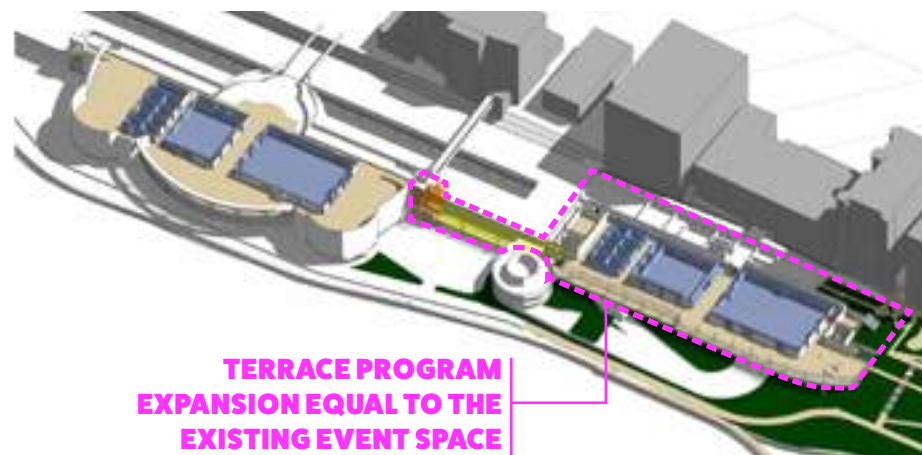 TERRACE PROGRAM
EXPANSION EQUAL TO THE
EXISTING EVENT SPACE